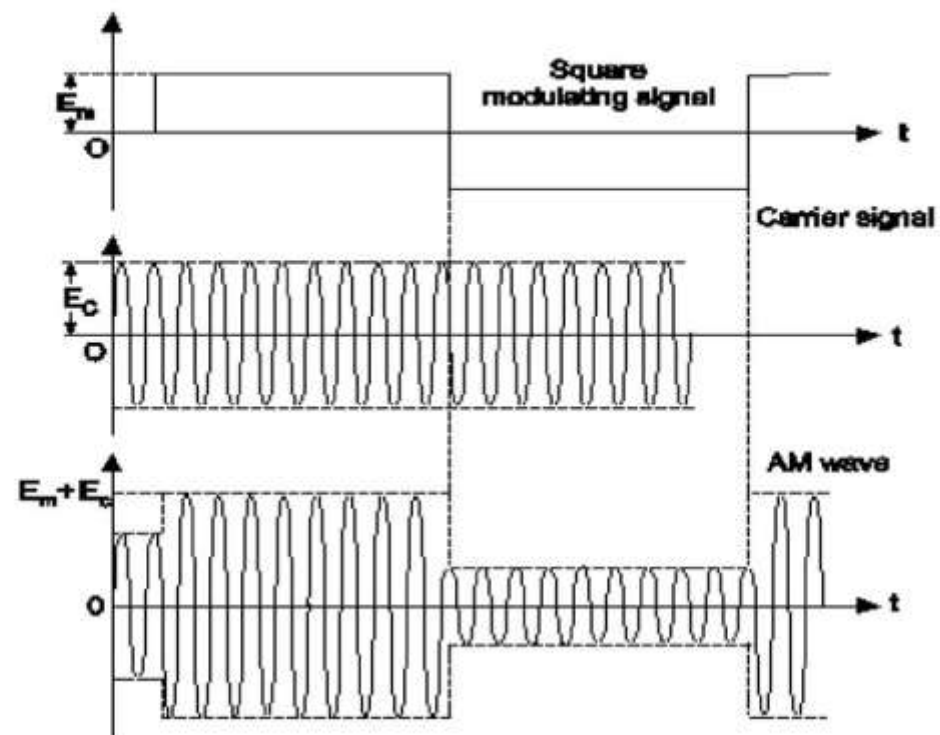 Square
modulating signal
Em
O
t
Carrier signal
EC
O
t
AM wave
Em + Ec
O
t